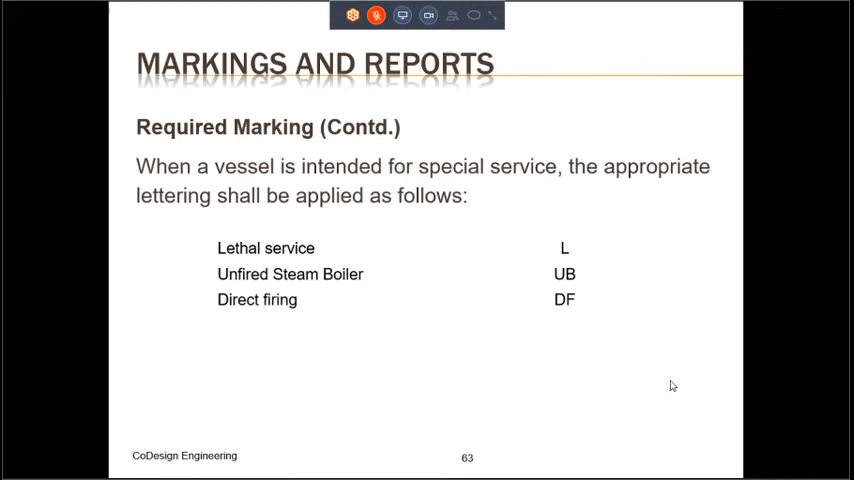 MARKINGS AND REPORTS
Required Marking (Contd.)
When a vessel is intended for special service, the appropriate
lettering shall be applied as follows:
Lethal service L
Unfired Steam Boiler UB
Direct firing DF
CoDesign Engineering 63